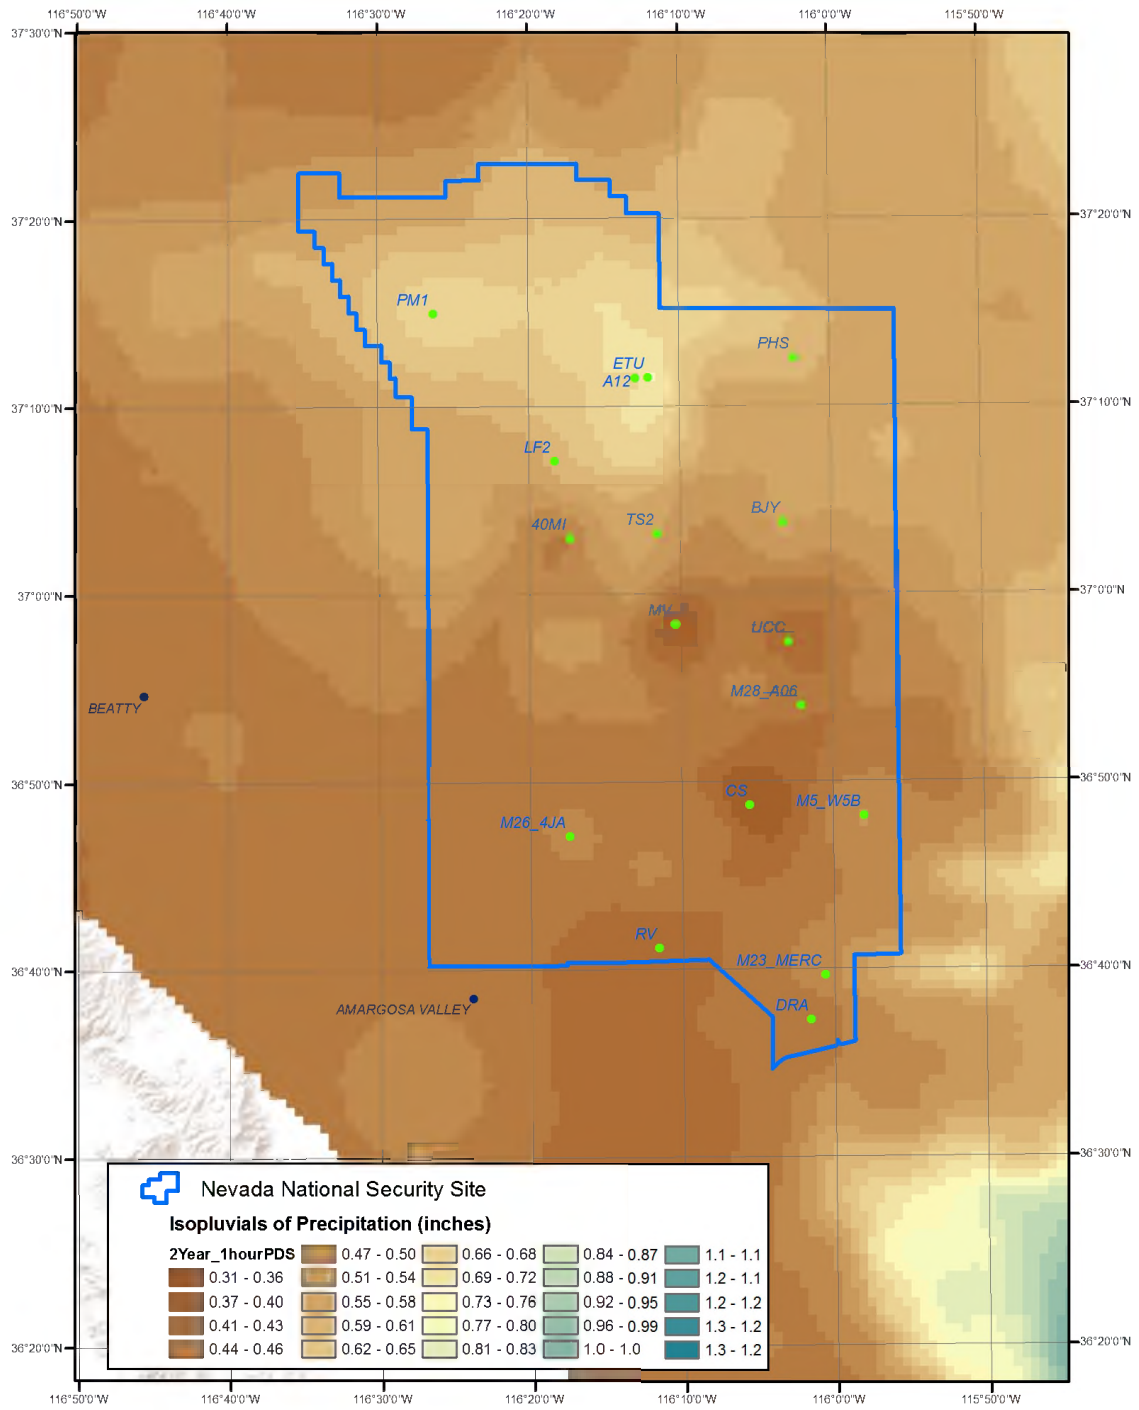 116°50'0"W 116°40'0"W 116°30'0"W 116°20'0"W 116°10'0"W 116°0'0"W 115°50'0"W
37°30'0"N
37°20'0"N 37°20'0"N
PM1
PHS
ETU
A12
37°10'0"N 37°10'0"N
LF2
BJY
TS2
40MI
37°0'0"N 37°0'0"N
MV
UCC
M28_A06
BEATTY
36°50'0"N 36°50'0"N
CS
M5_W5B
M26_4JA
RV
M23_MERC
36°40'0"N 36°40'0"N
DRA
AMARGOSA VALLEY
36°30'0"N 36°30'0"N
Nevada National Security Site
Isopluvials of Precipitation (inches)
2Year_1hourPDS 0.47 - 0.50 0.66 - 0.68 0.84 - 0.87 1.1 - 1.1
0.31 - 0.36 0.51 - 0.54 0.69 - 0.72 0.88 - 0.91 1.2 - 1.1
0.37 - 0.40 0.55 - 0.58 0.73 - 0.76 0.92 - 0.95 1.2 - 1.2
0.41 - 0.43 0.59 - 0.61 0.77 - 0.80 0.96 - 0.99 1.3 - 1.2
0.44 - 0.46 0.62 - 0.65 0.81 - 0.83 1.0 - 1.0 1.3 - 1.2
36°20'0"N 36°20'0"N
116°50'0"W 116°40'0"W 116°30'0"W 116°20'0"W 116°10'0"W 116°0'0"W 115°50'0"W